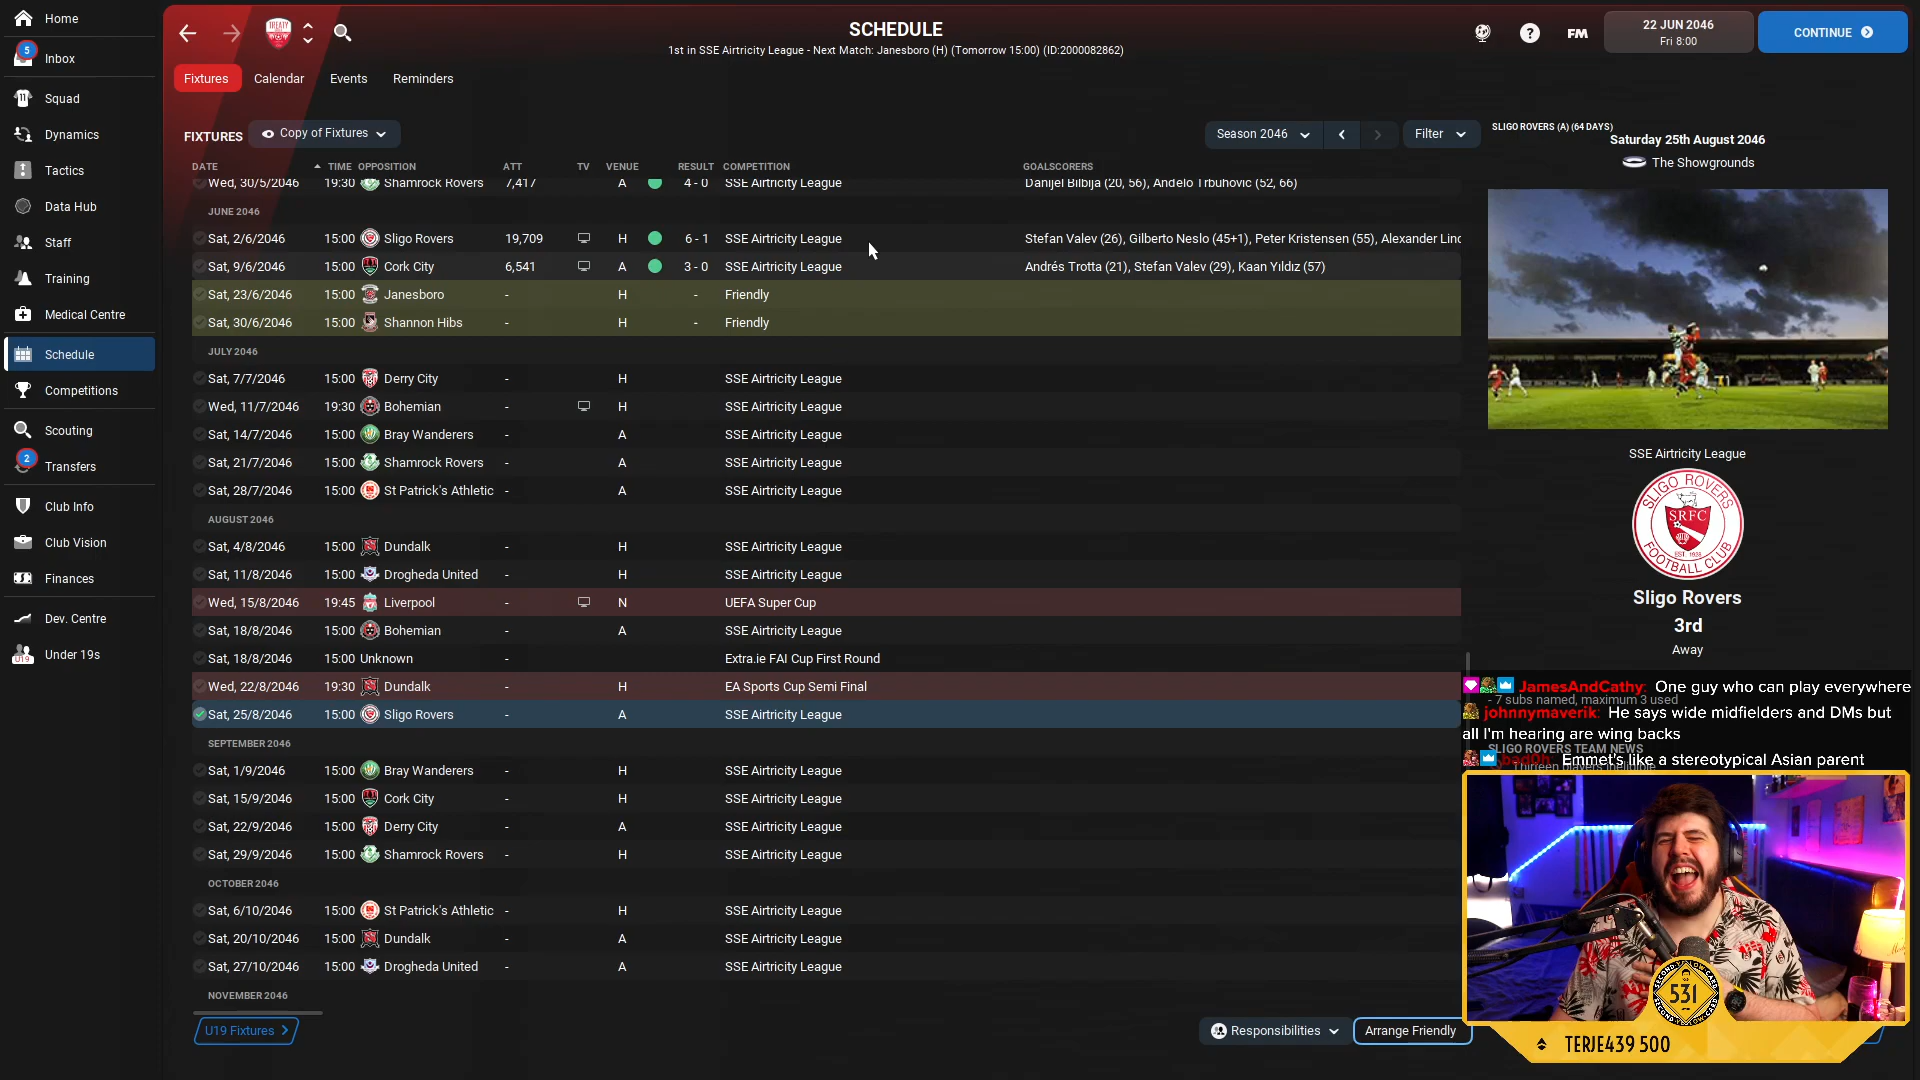 Home
5
Inbox
Squad
Dynamics
Tactics
Data Hub
Staff
Training
Medical Centre
Schedule
Competitions
Scouting
2
Transfers
Club Info
Club Vision
Finances
Dev. Centre
U19
Under 19s
TREATY
SCHEDULE
1st in SSE Airtricity League - Next Match: Janesboro (H) (Tomorrow 15:00) (ID:2000082862)
?
FM
22 JUN 2046
Fri 8:00
CONTINUE
Fixtures Calendar Events Reminders
FIXTURES Copy of Fixtures
Season 2046 Filter
DATE TIME OPPOSITION ATT TV VENUE RESULT COMPETITION GOALSCORERS
Wed, 30/5/2046 19:30 Shamrock Rovers 7,417 A 4 - 0 SSE Airtricity League Danijel Bilbija (20, 56), Andelo Trbuhovic (52, 66)
JUNE 2046
Sat, 2/6/2046 15:00 Sligo Rovers 19,709 H 6 - 1 SSE Airtricity League Stefan Valev (26), Gilberto Neslo (45+1), Peter Kristensen (55), Alexander Linc
Sat, 9/6/2046 15:00 Cork City 6,541 A 3 - 0 SSE Airtricity League Andrés Trotta (21), Stefan Valev (29), Kaan Yıldız (57)
Sat, 23/6/2046 15:00 Janesboro - H - Friendly
Sat, 30/6/2046 15:00 Shannon Hibs - H - Friendly
JULY 2046
Sat, 7/7/2046 15:00 Derry City - H SSE Airtricity League
Wed, 11/7/2046 19:30 Bohemian - H SSE Airtricity League
Sat, 14/7/2046 15:00 Bray Wanderers - A SSE Airtricity League
Sat, 21/7/2046 15:00 Shamrock Rovers - A SSE Airtricity League
Sat, 28/7/2046 15:00 St Patrick's Athletic - A SSE Airtricity League
AUGUST 2046
Sat, 4/8/2046 15:00 Dundalk - H SSE Airtricity League
Sat, 11/8/2046 15:00 Drogheda United - H SSE Airtricity League
Wed, 15/8/2046 19:45 Liverpool - N UEFA Super Cup
Sat, 18/8/2046 15:00 Bohemian - A SSE Airtricity League
Sat, 18/8/2046 15:00 Unknown - Extra.ie FAI Cup First Round
Wed, 22/8/2046 19:30 Dundalk - H EA Sports Cup Semi Final
Sat, 25/8/2046 15:00 Sligo Rovers - A SSE Airtricity League
SEPTEMBER 2046
Sat, 1/9/2046 15:00 Bray Wanderers - H SSE Airtricity League
Sat, 15/9/2046 15:00 Cork City - H SSE Airtricity League
Sat, 22/9/2046 15:00 Derry City - A SSE Airtricity League
Sat, 29/9/2046 15:00 Shamrock Rovers - H SSE Airtricity League
OCTOBER 2046
Sat, 6/10/2046 15:00 St Patrick's Athletic - H SSE Airtricity League
Sat, 20/10/2046 15:00 Dundalk - A SSE Airtricity League
Sat, 27/10/2046 15:00 Drogheda United - A SSE Airtricity League
NOVEMBER 2046
U19 Fixtures
Responsibilities Arrange Friendly
SLIGO ROVERS (A) (64 DAYS)
Saturday 25th August 2046
The Showgrounds
SSE Airtricity League
SLIGO ROVERS
SRFC
EST. 1928
FOOTBALL CLUB
Sligo Rovers
3rd
Away
JamesAndCathy: One guy who can play everywhere
- 7 subs named, maximum 3 used
johnnymaverik: He says wide midfielders and DMs but
all I'm hearing are wing backs
SLIGO ROVERS TEAM NEWS
Emmet's like a stereotypical Asian parent
Thirteen players ineligible
SECOND YELLOW CARD
531
TERJE439 500